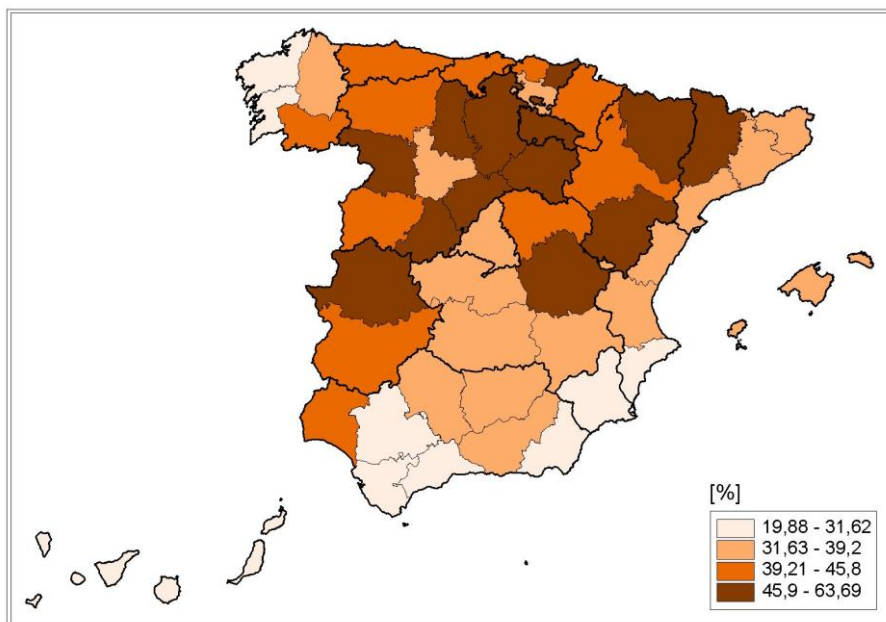 [%]
19,88 - 31,62
31,63 - 39,2
39,21 - 45,8
45,9 - 63,69